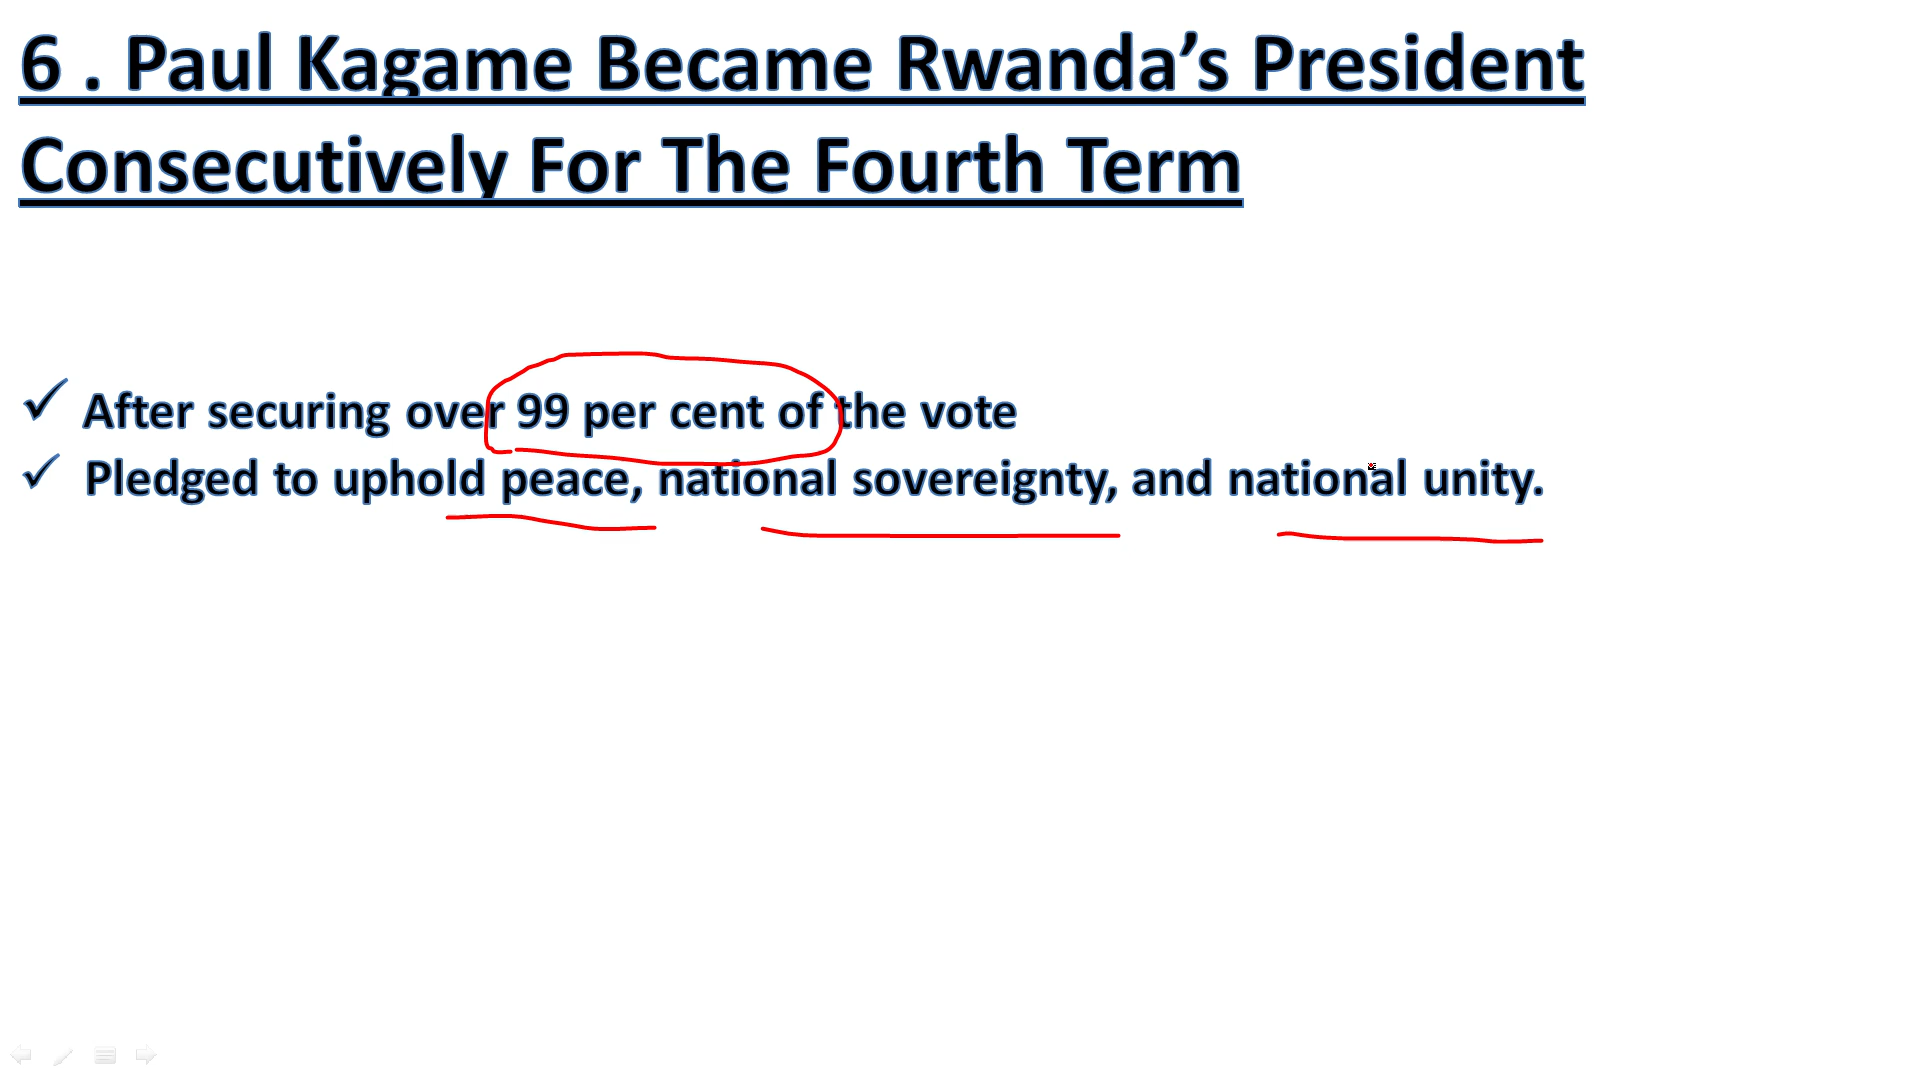 6 . Paul Kagame Became Rwanda’s President
Consecutively For The Fourth Term
✓ After securing over 99 per cent of the vote
✓ Pledged to uphold peace, national sovereignty, and national unity.